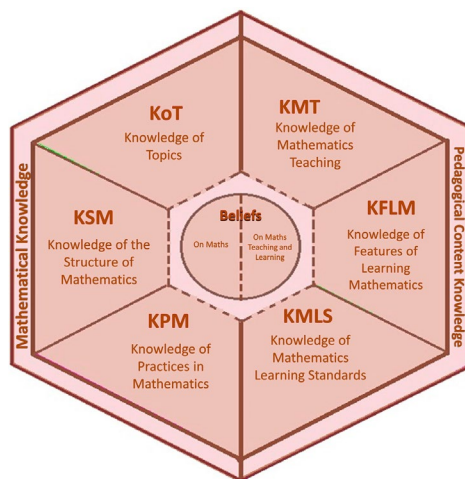 KoT
Knowledge of
Topics
KMT
Knowledge of
Mathematics
Teaching
Mathematical Knowledge
KSM
Knowledge of the
Structure of
Mathematics
Beliefs
On Maths
On Maths
Teaching and
Learning
KFLM
Knowledge of
Features of
Learning
Mathematics
Pedagogical Content Knowledge
KPM
Knowledge of
Practices in
Mathematics
KMLS
Knowledge of
Mathematics
Learning Standards